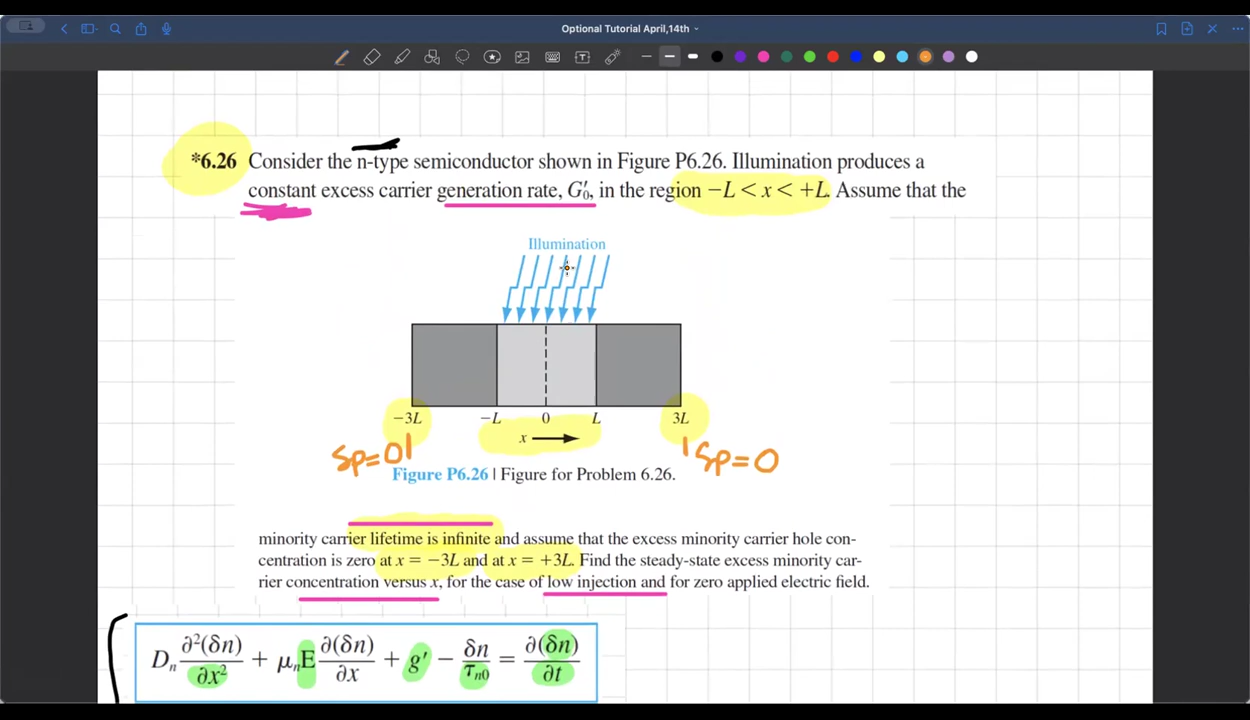 Optional Tutorial April,14th
*6.26 Consider the n-type semiconductor shown in Figure P6.26. Illumination produces a
constant excess carrier generation rate, G′₀, in the region −L < x < +L. Assume that the
Illumination
−3L −L 0 L 3L
x
Sp=0 Sp=0
Figure P6.26 | Figure for Problem 6.26.
minority carrier lifetime is infinite and assume that the excess minority carrier hole con-
centration is zero at x = −3L and at x = +3L. Find the steady-state excess minority car-
rier concentration versus x, for the case of low injection and for zero applied electric field.
Dₙ ∂²(δn)/∂x² + μₙE ∂(δn)/∂x + g′ − δn/τₙ₀ = ∂(δn)/∂t